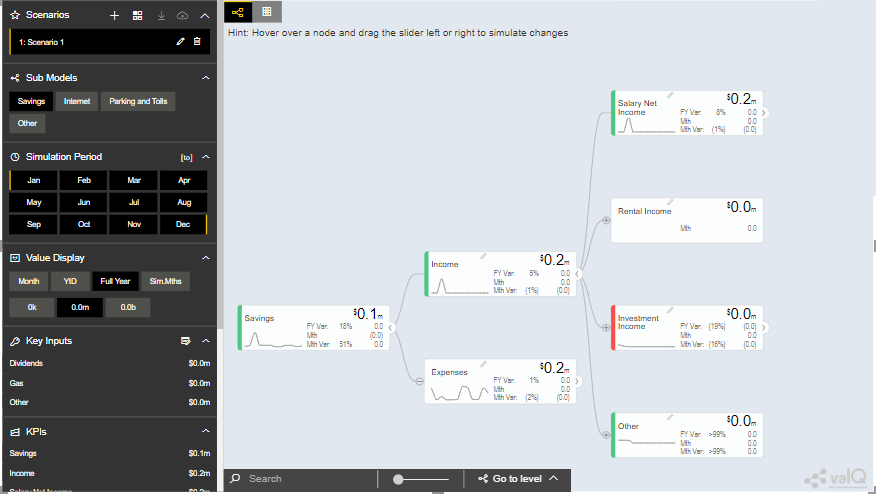 Scenarios
1: Scenario 1
Sub Models
Savings
Internet
Parking and Tolls
Other
Simulation Period
[to]
Jan
Feb
Mar
Apr
May
Jun
Jul
Aug
Sep
Oct
Nov
Dec
Value Display
Month
YtD
Full Year
Sim.Mths
0k
0.0m
0.0b
Key Inputs
Dividends $0.0m
Gas $0.0m
Other $0.0m
KPIs
Savings $0.1m
Income $0.2m
Hint: Hover over a node and drag the slider left or right to simulate changes
Savings
$0.1m
FY Var: 18% 0.0
Mth (0.0)
Mth Var: 51% 0.0
Income
$0.2m
FY Var: 5% 0.0
Mth 0.0
Mth Var: (1%) (0.0)
Expenses
$0.2m
FY Var: 1% 0.0
Mth 0.0
Mth Var: (2%) (0.0)
Salary Net
Income
$0.2m
FY Var: 8% 0.0
Mth 0.0
Mth Var: (1%) (0.0)
Rental Income
$0.0m
Mth 0.0
Investment
Income
$0.0m
FY Var: (19%) (0.0)
Mth 0.0
Mth Var: (16%) (0.0)
Other
$0.0m
FY Var: >99% 0.0
Mth 0.0
Mth Var: >99% 0.0
Search
Go to level
valQ